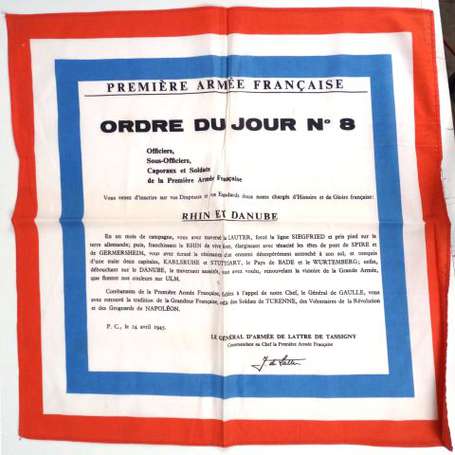 PREMIÈRE ARMÉE FRANÇAISE
ORDRE DU JOUR Nº 8
Officiers,
Sous-Officiers,
Caporaux et Soldats
de la Première Armée Française
Vous venez d'inscrire sur vos Drapeaux et vos Etendards deux noms chargés d'Histoire et de Gloire française:
RHIN ET DANUBE
En un mois de campagne, vous avez traversé la LAUTER, forcé la ligne SIEGFRIED et pris pied sur la
terre allemande; puis, franchissant le RHIN de vive force, élargissant avec ténacité les têtes de pont de SPIRE et
de GERMERSHEIM, vous avez écrasé la résistance d'un ennemi désespérément accroché à son sol, et conquis
d'une traite deux capitales, KARLSRUHE et STUTTGART, le Pays de BADE et le WURTEMBERG; enfin,
débouchant sur le DANUBE, le traversant aussitôt, vous avez voulu, renouvelant la victoire de la Grande Armée,
que flottent nos couleurs sur ULM.
Combattants de la Première Armée Française, fidèles à l'appel de notre Chef, le Général de GAULLE, vous
avez retrouvé la tradition de la Grandeur Française, celle des Soldats de TURENNE, des Volontaires de la Révolution
et des Grognards de NAPOLÉON.
P. C., le 24 avril 1945.
LE GÉNÉRAL D'ARMÉE DE LATTRE DE TASSIGNY
Commandant en Chef la Première Armée Française
J de Lattre